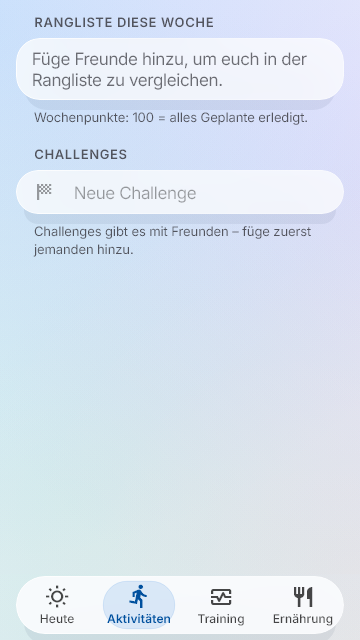 RANGLISTE DIESE WOCHE
Füge Freunde hinzu, um euch in der
Rangliste zu vergleichen.
Wochenpunkte: 100 = alles Geplante erledigt.
CHALLENGES
Neue Challenge
Challenges gibt es mit Freunden – füge zuerst
jemanden hinzu.
Heute
Aktivitäten
Training
Ernährung